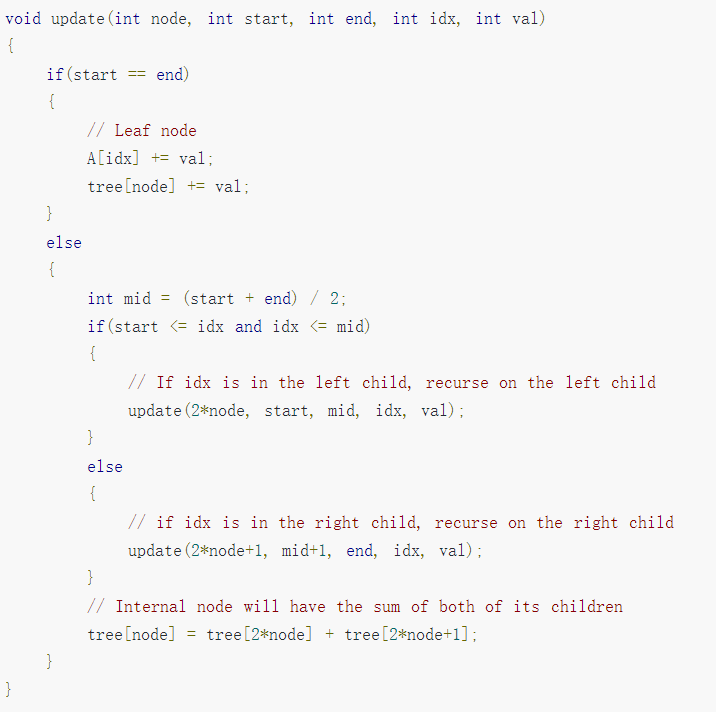 void update(int node, int start, int end, int idx, int val)
{
    if(start == end)
    {
        // Leaf node
        A[idx] += val;
        tree[node] += val;
    }
    else
    {
        int mid = (start + end) / 2;
        if(start <= idx and idx <= mid)
        {
            // If idx is in the left child, recurse on the left child
            update(2*node, start, mid, idx, val);
        }
        else
        {
            // if idx is in the right child, recurse on the right child
            update(2*node+1, mid+1, end, idx, val);
        }
        // Internal node will have the sum of both of its children
        tree[node] = tree[2*node] + tree[2*node+1];
    }
}